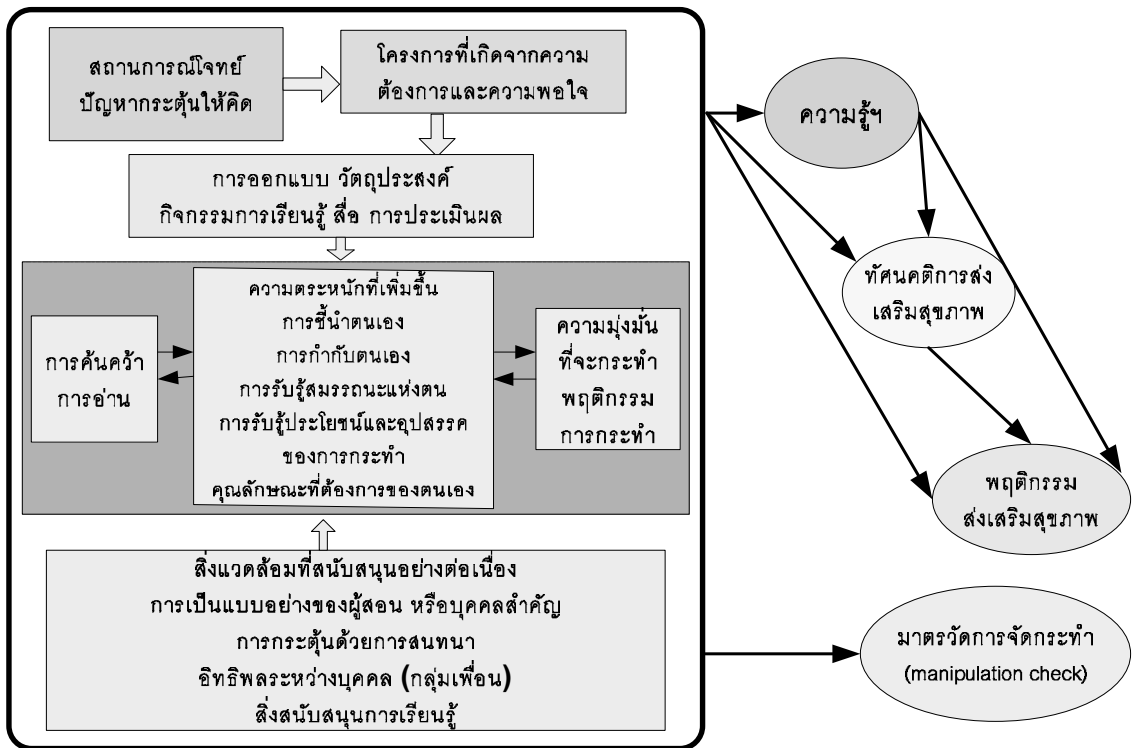 สถานการณ์โจทย์
ปัญหากระตุ้นให้คิด
โครงการที่เกิดจากความ
ต้องการและความพอใจ
การออกแบบ วัตถุประสงค์
กิจกรรมการเรียนรู้ สื่อ การประเมินผล
การค้นคว้า
การอ่าน
ความตระหนักที่เพิ่มขึ้น
การชี้นำตนเอง
การกำกับตนเอง
การรับรู้สมรรถนะแห่งตน
การรับรู้ประโยชน์และอุปสรรค
ของการกระทำ
คุณลักษณะที่ต้องการของตนเอง
ความมุ่งมั่น
ที่จะกระทำ
พฤติกรรม
การกระทำ
สิ่งแวดล้อมที่สนับสนุนอย่างต่อเนื่อง
การเป็นแบบอย่างของผู้สอน หรือบุคคลสำคัญ
การกระตุ้นด้วยการสนทนา
อิทธิพลระหว่างบุคคล (กลุ่มเพื่อน)
สิ่งสนับสนุนการเรียนรู้
ความรู้ฯ
ทัศนคติการส่ง
เสริมสุขภาพ
พฤติกรรม
ส่งเสริมสุขภาพ
มาตรวัดการจัดกระทำ
(manipulation check)